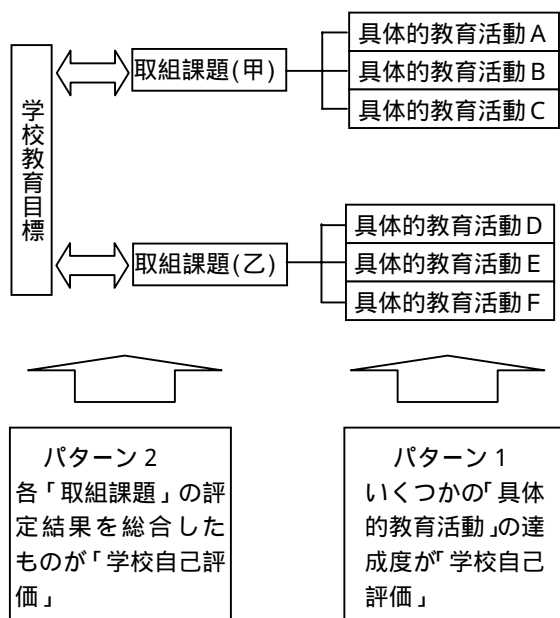 学校教育目標
取組課題(甲)
具体的教育活動A
具体的教育活動B
具体的教育活動C
取組課題(乙)
具体的教育活動D
具体的教育活動E
具体的教育活動F
パターン2
各「取組課題」の評
定結果を総合した
ものが「学校自己評
価」
パターン1
いくつかの「具体
的教育活動」の達
成度が「学校自己
評価」